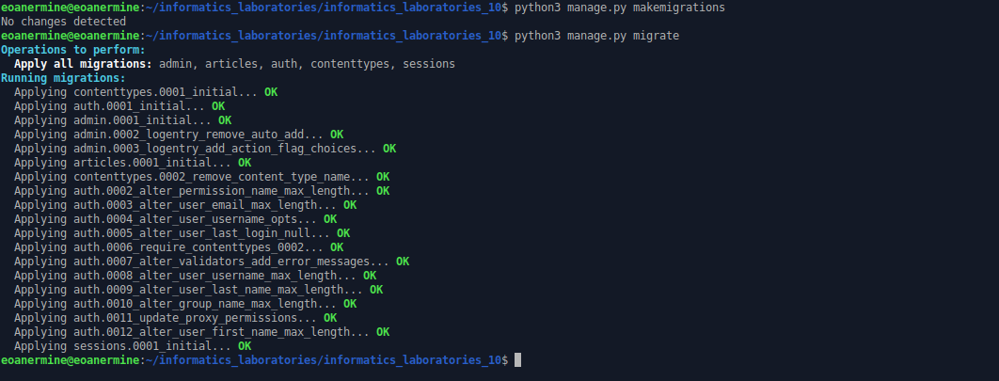 eoanermine@eoanermine:~/informatics_laboratories/informatics_laboratories_10$ python3 manage.py makemigrations
No changes detected
eoanermine@eoanermine:~/informatics_laboratories/informatics_laboratories_10$ python3 manage.py migrate
Operations to perform:
  Apply all migrations: admin, articles, auth, contenttypes, sessions
Running migrations:
  Applying contenttypes.0001_initial... OK
  Applying auth.0001_initial... OK
  Applying admin.0001_initial... OK
  Applying admin.0002_logentry_remove_auto_add... OK
  Applying admin.0003_logentry_add_action_flag_choices... OK
  Applying articles.0001_initial... OK
  Applying contenttypes.0002_remove_content_type_name... OK
  Applying auth.0002_alter_permission_name_max_length... OK
  Applying auth.0003_alter_user_email_max_length... OK
  Applying auth.0004_alter_user_username_opts... OK
  Applying auth.0005_alter_user_last_login_null... OK
  Applying auth.0006_require_contenttypes_0002... OK
  Applying auth.0007_alter_validators_add_error_messages... OK
  Applying auth.0008_alter_user_username_max_length... OK
  Applying auth.0009_alter_user_last_name_max_length... OK
  Applying auth.0010_alter_group_name_max_length... OK
  Applying auth.0011_update_proxy_permissions... OK
  Applying auth.0012_alter_user_first_name_max_length... OK
  Applying sessions.0001_initial... OK
eoanermine@eoanermine:~/informatics_laboratories/informatics_laboratories_10$